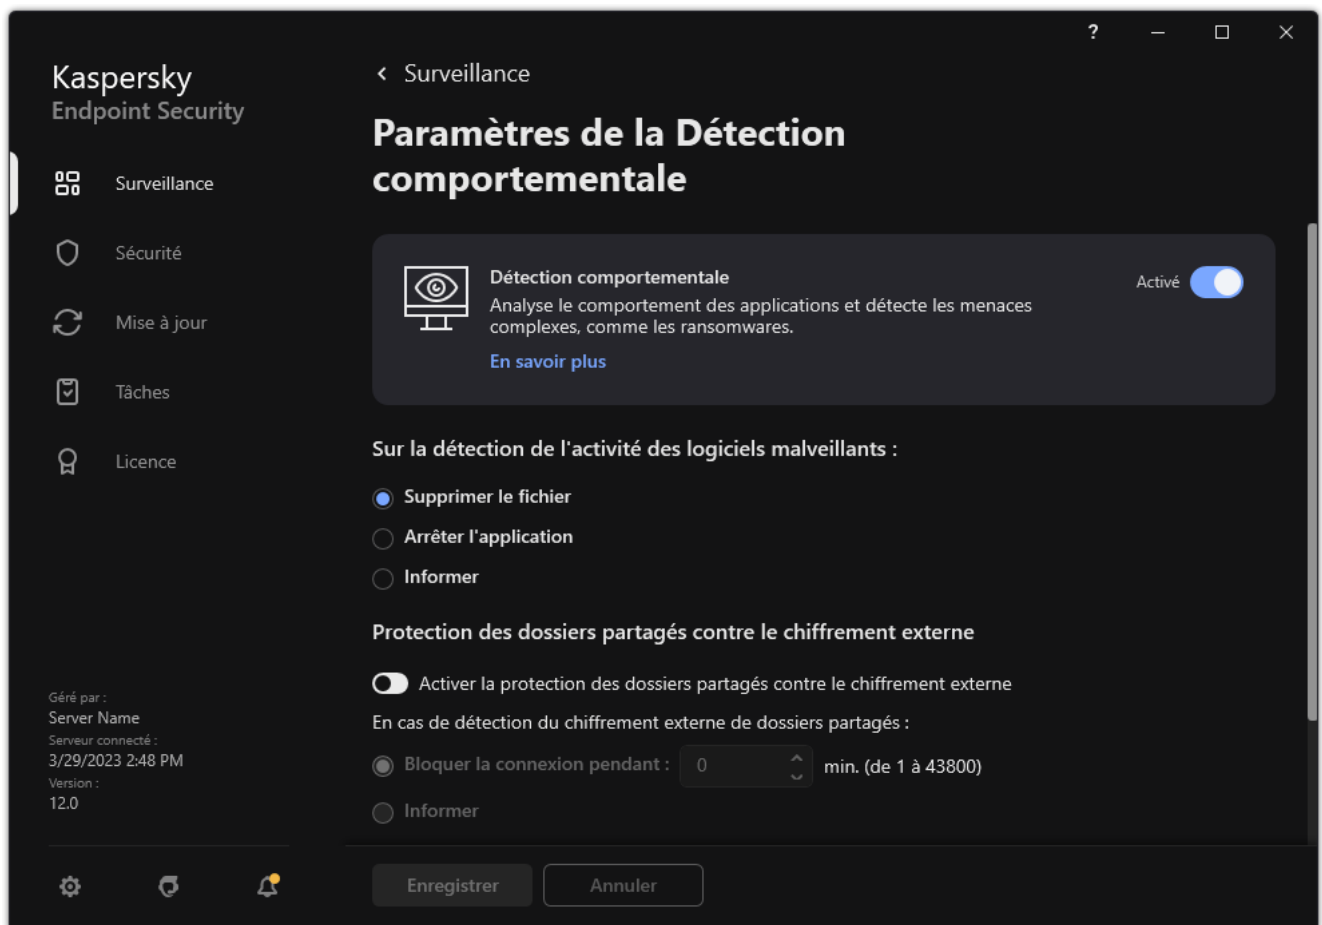 ?
Kaspersky
Endpoint Security
Surveillance
Sécurité
Mise à jour
Tâches
Licence
Géré par :
Server Name
Serveur connecté :
3/29/2023 2:48 PM
Version :
12.0
Surveillance
Paramètres de la Détection
comportementale
Détection comportementale
Analyse le comportement des applications et détecte les menaces
complexes, comme les ransomwares.
En savoir plus
Activé
Sur la détection de l'activité des logiciels malveillants :
Supprimer le fichier
Arrêter l'application
Informer
Protection des dossiers partagés contre le chiffrement externe
Activer la protection des dossiers partagés contre le chiffrement externe
En cas de détection du chiffrement externe de dossiers partagés :
Bloquer la connexion pendant : 0 min. (de 1 à 43800)
Informer
Enregistrer Annuler